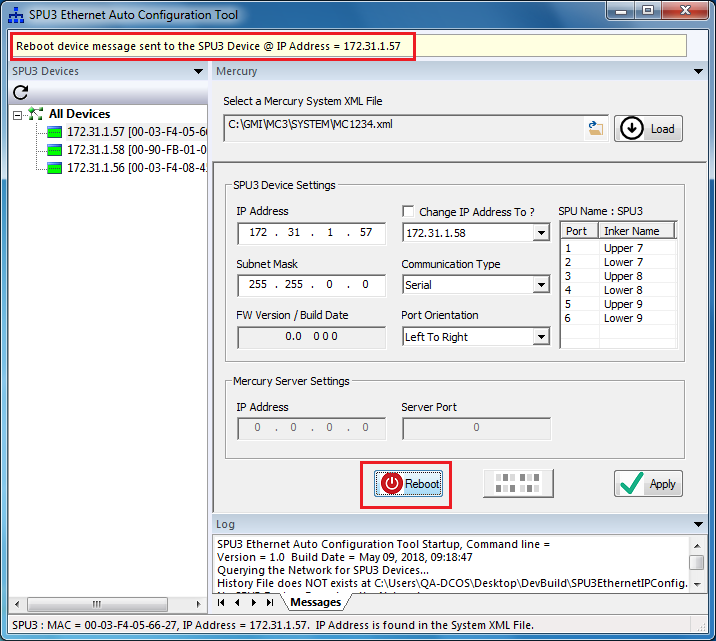 SPU3 Ethernet Auto Configuration Tool
Reboot device message sent to the SPU3 Device @ IP Address = 172.31.1.57
SPU3 Devices
All Devices
172.31.1.57 [00-03-F4-05-6
172.31.1.58 [00-90-FB-01-0
172.31.1.56 [00-03-F4-08-4
Mercury
Select a Mercury System XML File
C:\GMI\MC3\SYSTEM\MC1234.xml
Load
SPU3 Device Settings
IP Address
172 . 31 . 1 . 57
Change IP Address To ?
172.31.1.58
SPU Name : SPU3
Port Inker Name
1 Upper 7
2 Lower 7
3 Upper 8
4 Lower 8
5 Upper 9
6 Lower 9
Subnet Mask
255 . 255 . 0 . 0
Communication Type
Serial
FW Version / Build Date
0.0 0 0 0
Port Orientation
Left To Right
Mercury Server Settings
IP Address
0 . 0 . 0 . 0
Server Port
0
Reboot
Apply
Log
SPU3 Ethernet Auto Configuration Tool Startup, Command line =
Version = 1.0 Build Date = May 09, 2018, 09:18:47
Querying the Network for SPU3 Devices...
History File does NOT exists at C:\Users\QA-DCOS\Desktop\DevBuild\SPU3EthernetIPConfig.
Messages
SPU3 : MAC = 00-03-F4-05-66-27, IP Address = 172.31.1.57. IP Address is found in the System XML File.